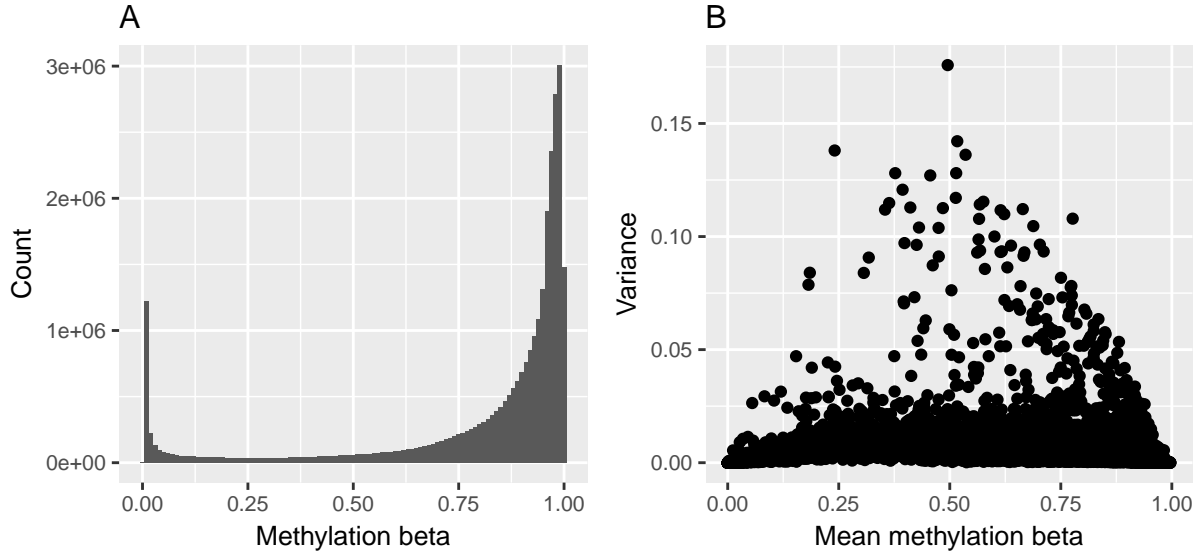 A
3e+06
2e+06
1e+06
0e+00
Count
0.00 0.25 0.50 0.75 1.00
Methylation beta
B
0.15
0.10
0.05
0.00
Variance
0.00 0.25 0.50 0.75 1.00
Mean methylation beta